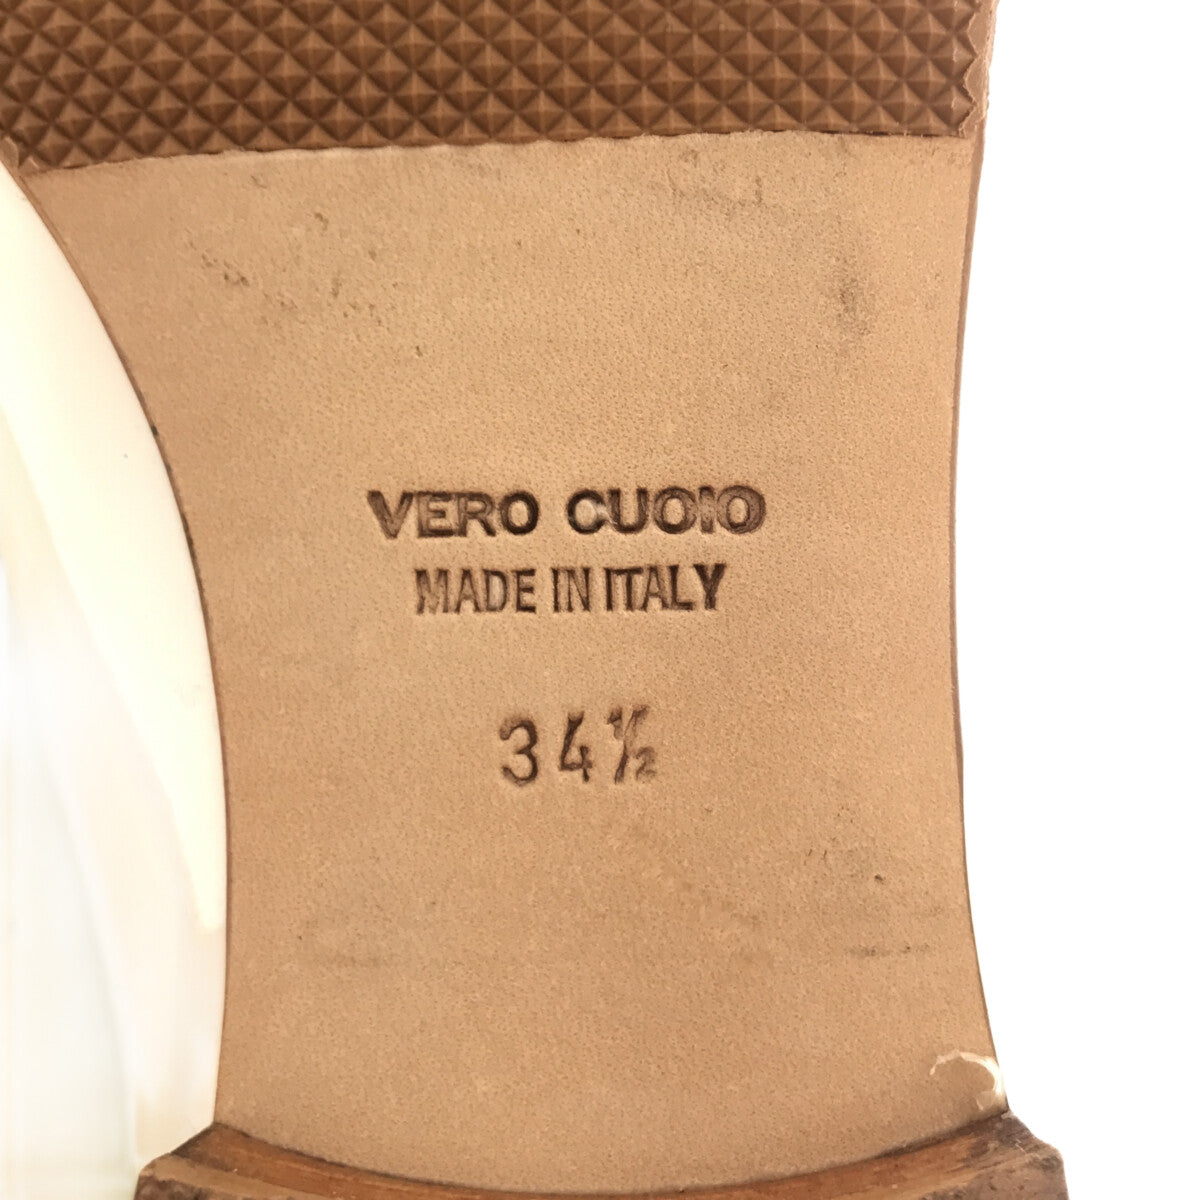 VERO CUOIO
MADE IN ITALY
34½